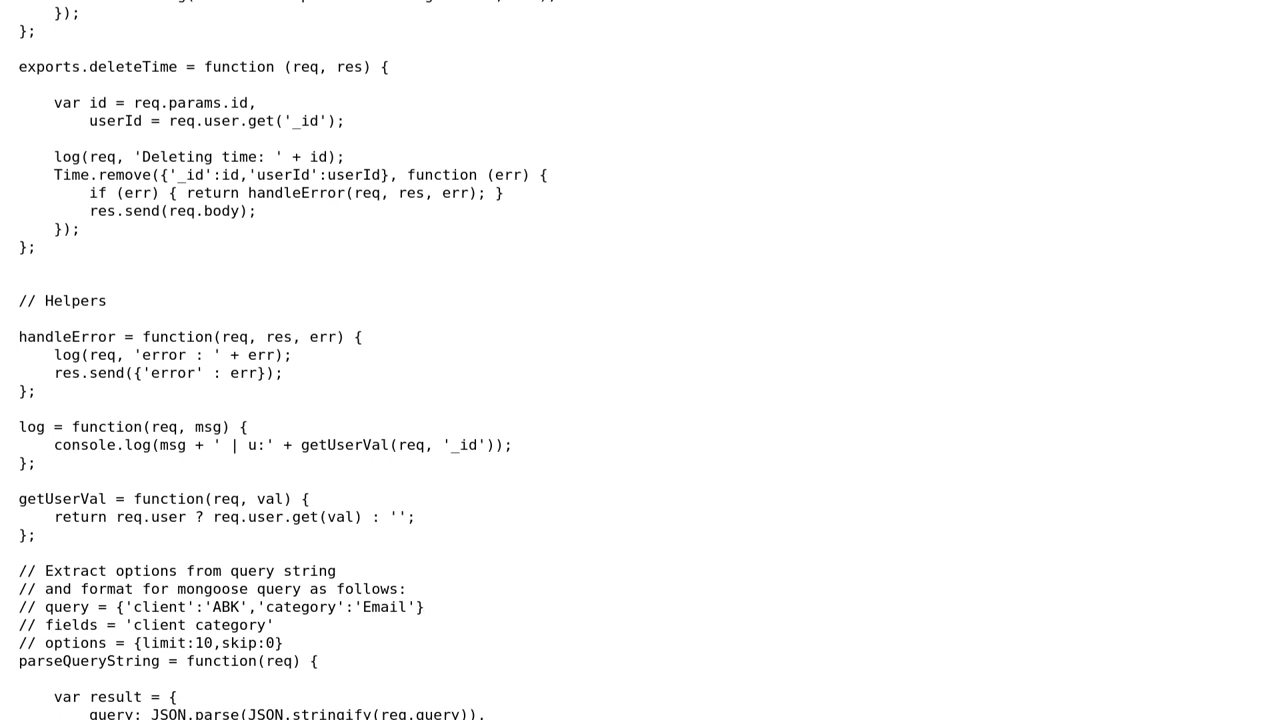 });
};

exports.deleteTime = function (req, res) {

    var id = req.params.id,
        userId = req.user.get('_id');

    log(req, 'Deleting time: ' + id);
    Time.remove({'_id':id,'userId':userId}, function (err) {
        if (err) { return handleError(req, res, err); }
        res.send(req.body);
    });
};


// Helpers

handleError = function(req, res, err) {
    log(req, 'error : ' + err);
    res.send({'error' : err});
};

log = function(req, msg) {
    console.log(msg + ' | u:' + getUserVal(req, '_id'));
};

getUserVal = function(req, val) {
    return req.user ? req.user.get(val) : '';
};

// Extract options from query string
// and format for mongoose query as follows:
// query = {'client':'ABK','category':'Email'}
// fields = 'client category'
// options = {limit:10,skip:0}
parseQueryString = function(req) {

    var result = {
        query: JSON.parse(JSON.stringify(req.query)),